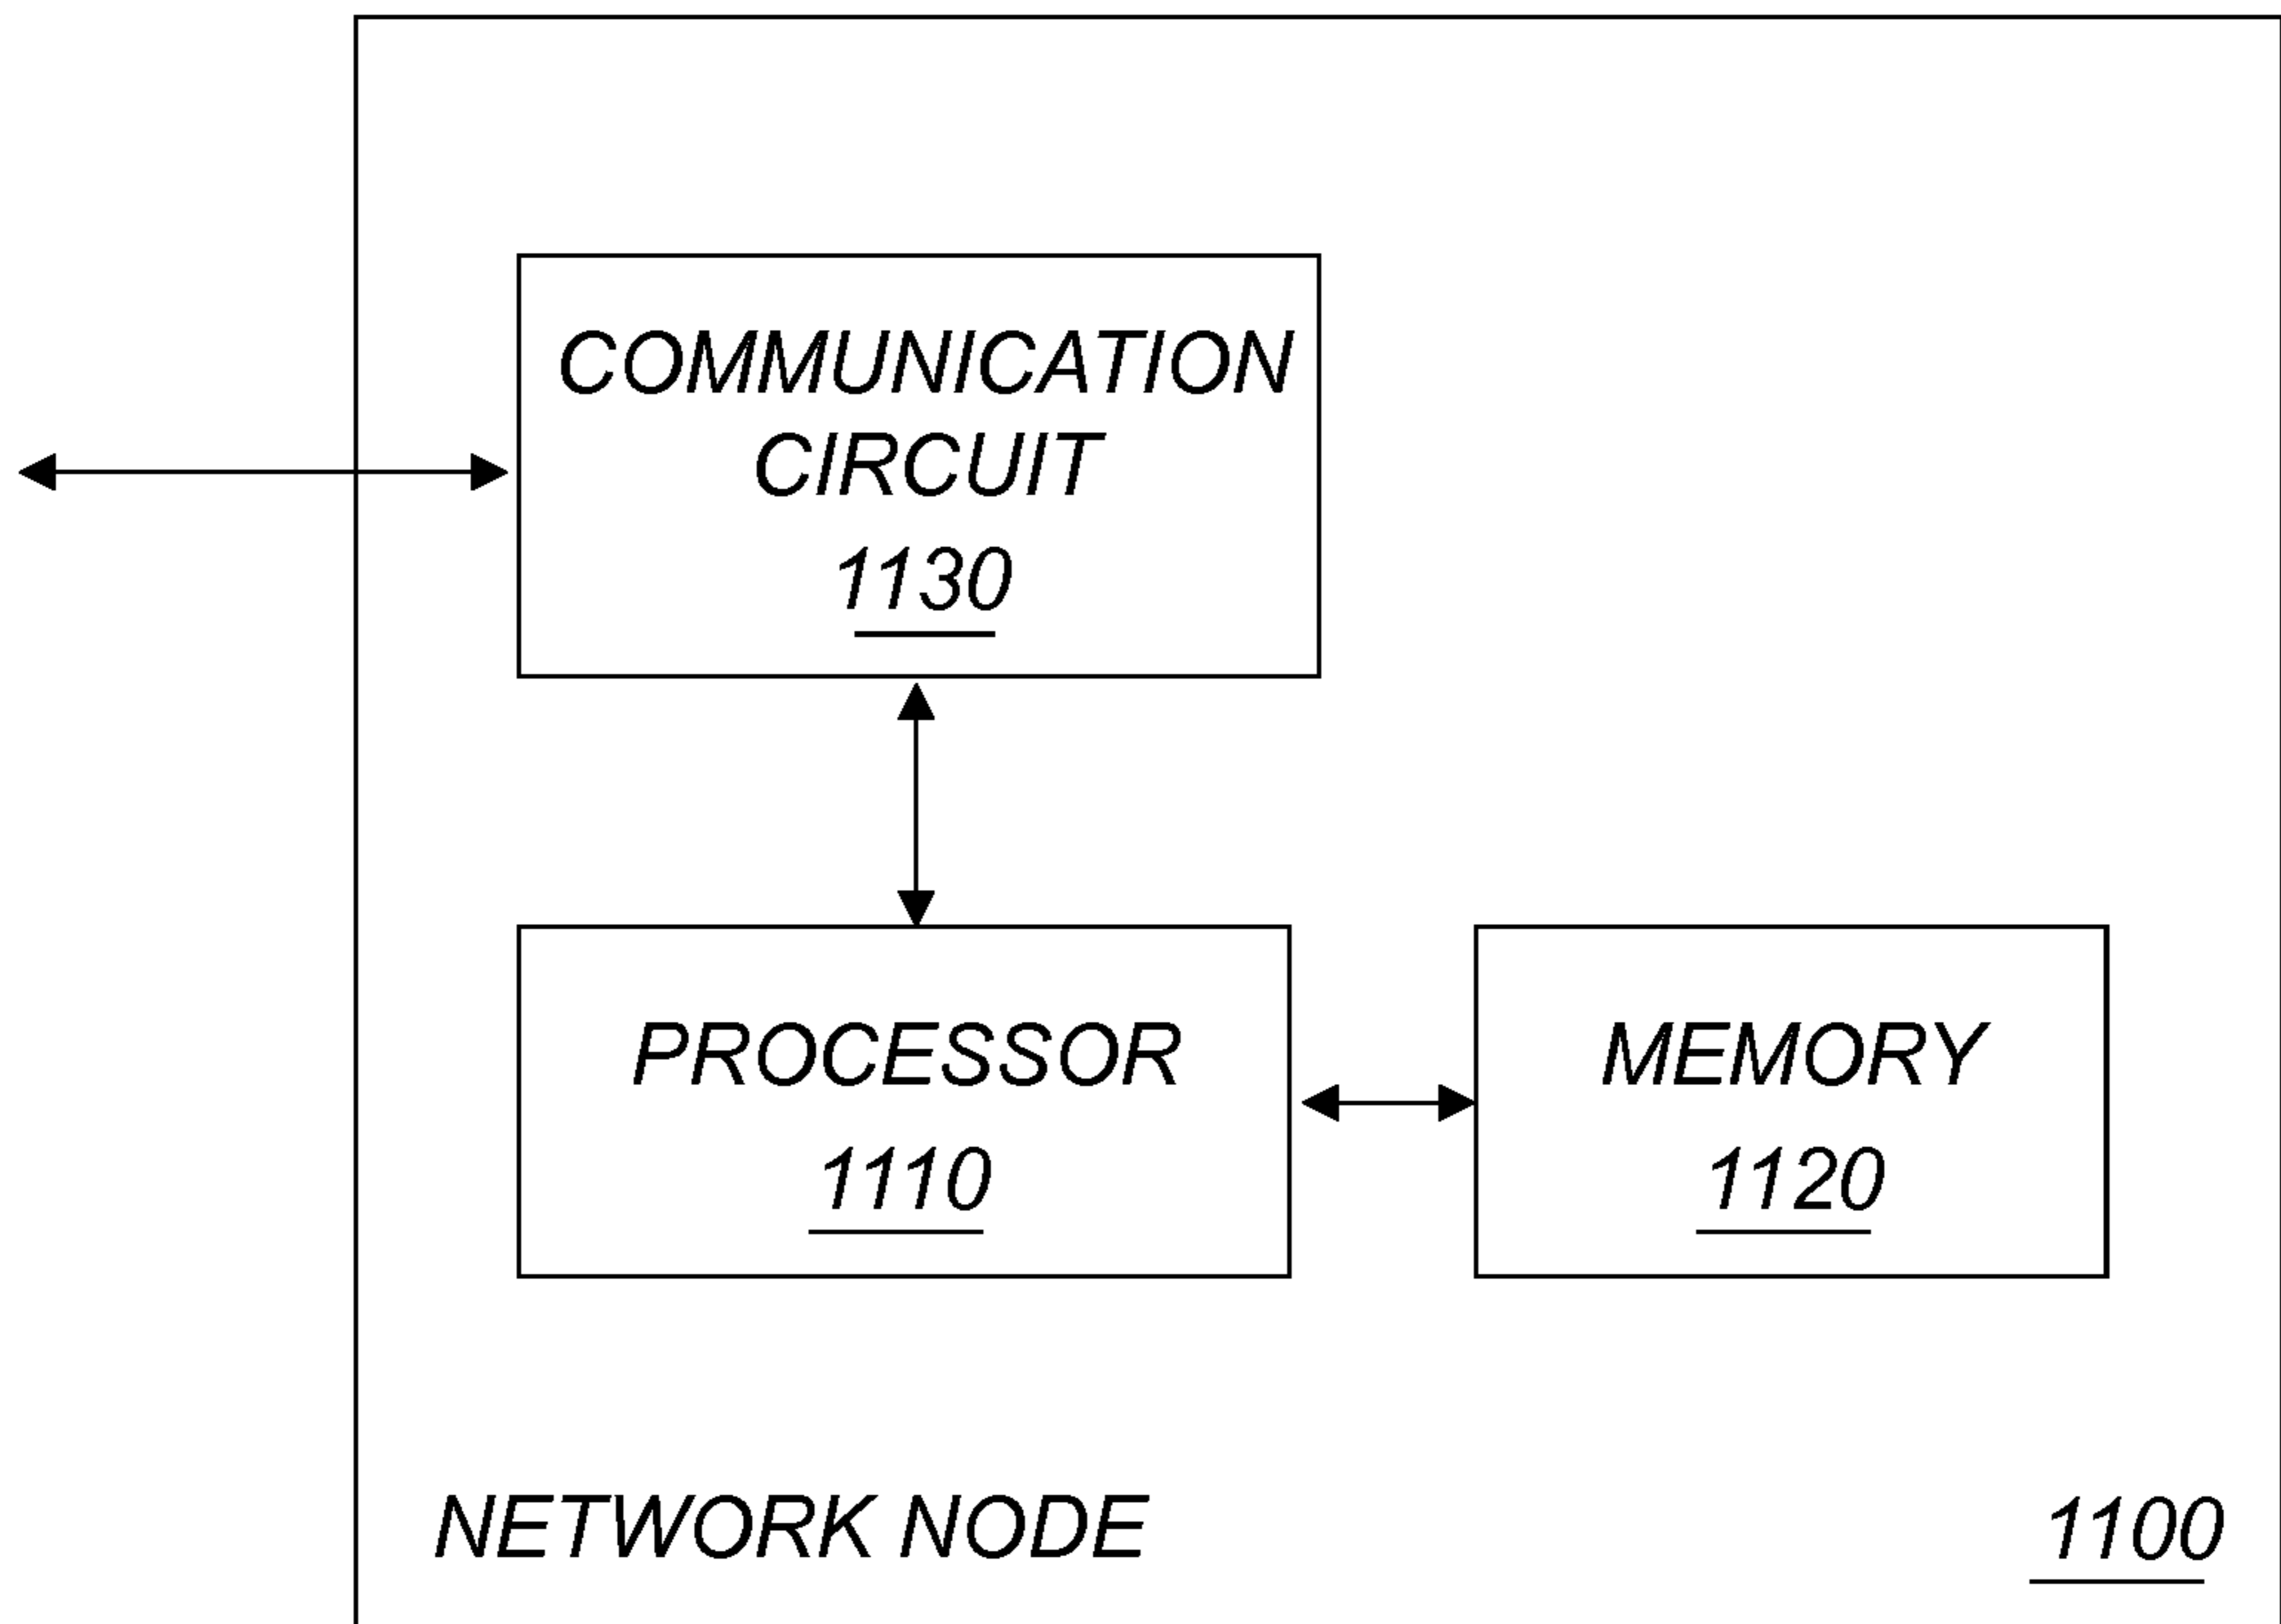 COMMUNICATION
CIRCUIT
1130
PROCESSOR
1110
MEMORY
1120
NETWORK NODE
1100